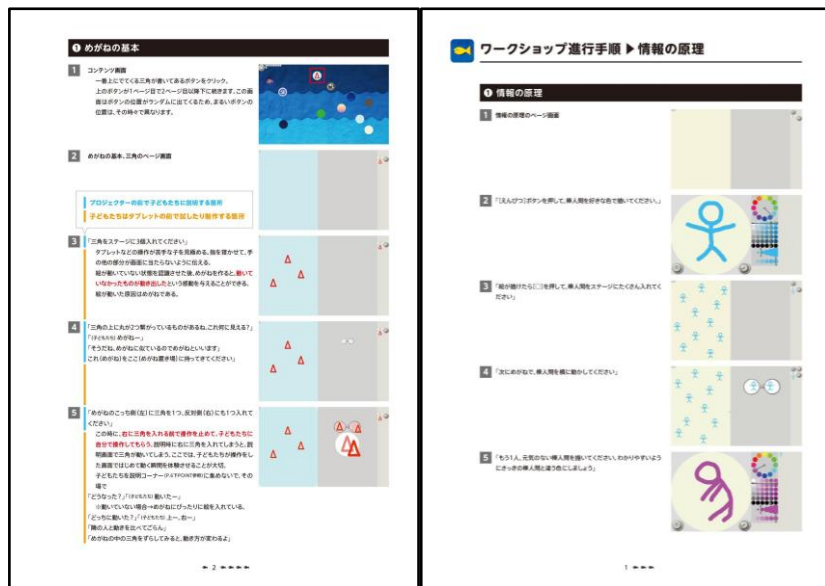 ❶ めがねの基本
1 コンテンツ画面
一番上にでてくる三角が書いてあるボタンをクリック。
上のボタンが1ページ目で2ページ目以降下に続きます。この画
面はボタンの位置がランダムに出てくるため、まるいボタンの
位置は、その時々で異なります。
2 めがねの基本、三角のページ画面
プロジェクターの前で子どもたちに説明する箇所
子どもたちはタブレットの前で試したり動作する箇所
3 「三角をステージに3個入れてください」
タブレットなどの操作が苦手な子を見極める。指を寝かせて、手
の他の部分が画面に当たらないように伝える。
絵が動いていない状態を認識させた後、めがねを作ると、動いて
いなかったものが動き出したという感動を与えることができる。
絵が動いた原因はめがねである。
4 「三角の上に丸が2つ繋がっているものがあるね、これ何に見える?」
「(子どもたち) めがねー」
「そうだね、めがねに似ているのでめがねといいます」
これ(めがね)をここ(めがね置き場)に持ってきてください」
5 「めがねのこっち側(左)に三角を1つ、反対側(右)にも1つ入れて
ください」
この時に、右に三角を入れる前で操作を止めて、子どもたちに
自分で操作してもらう。説明時に右に三角を入れてしまうと、説
明画面で三角が動いてしまう。ここでは、子どもたちが操作をし
た画面ではじめて動く瞬間を体験させることが大切。
子どもたちを説明コーナーに集めないで、その
場で
「どうなった?」「(子どもたち) 動いたー」
※動いていない場合→めがねにぴったりに絵を入れている。
「どっちに動いた?」「(子どもたち) 上ー、右ー」
「隣の人と動きを比べてごらん」
「めがねの中の三角をずらしてみると、動き方が変わるよ」
2
ワークショップ進行手順 ▶ 情報の原理
❶ 情報の原理
1 情報の原理のページ画面
2 「[えんぴつ]ボタンを押して、棒人間を好きな色で描いてください。」
3 「絵が描けたら[○]を押して、棒人間をステージにたくさん入れてく
ださい」
4 「次にめがねで、棒人間を横に動かしてください」
5 「もう1人、元気のない棒人間を描いてください。わかりやすいよう
にさっきの棒人間と違う色にしましょう」
1